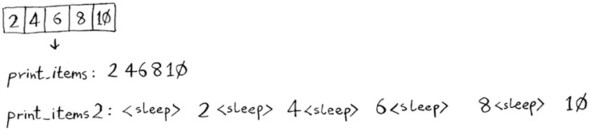 2 4 6 8 10
print_items: 2 4 6 8 10
print_items2: <sleep> 2 <sleep> 4 <sleep> 6 <sleep> 8 <sleep> 10